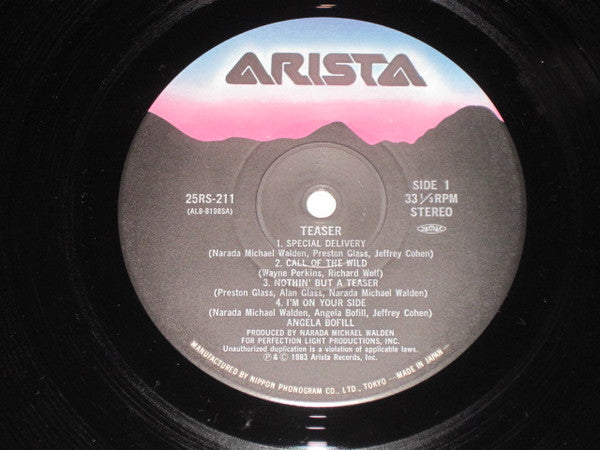 ARISTA
25RS-211
(AL8-8198SA)
SIDE 1
33 1/3 RPM
STEREO
TEASER
1. SPECIAL DELIVERY
(Narada Michael Walden, Preston Glass, Jeffrey Cohen)
2. CALL OF THE WILD
(Wayne Perkins, Richard Wolf)
3. NOTHIN' BUT A TEASER
(Preston Glass, Alan Glass, Narada Michael Walden)
4. I'M ON YOUR SIDE
(Narada Michael Walden, Angela Bofill, Jeffrey Cohen)
ANGELA BOFILL
PRODUCED BY NARADA MICHAEL WALDEN
FOR PERFECTION LIGHT PRODUCTIONS, INC.
Unauthorized duplication is a violation of applicable laws.
℗ & © 1983 Arista Records, Inc.
MANUFACTURED BY NIPPON PHONOGRAM CO., LTD., TOKYO — MADE IN JAPAN